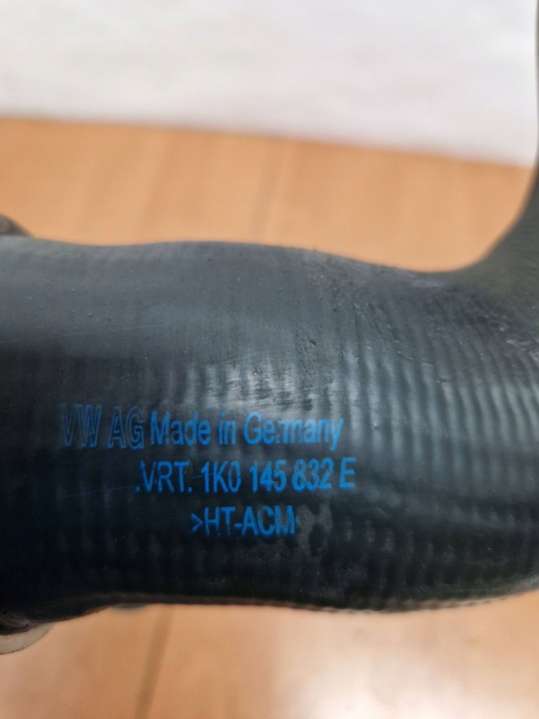 VW AG Made in Germany
.VRT. 1K0 145 832 E
>HT-ACM